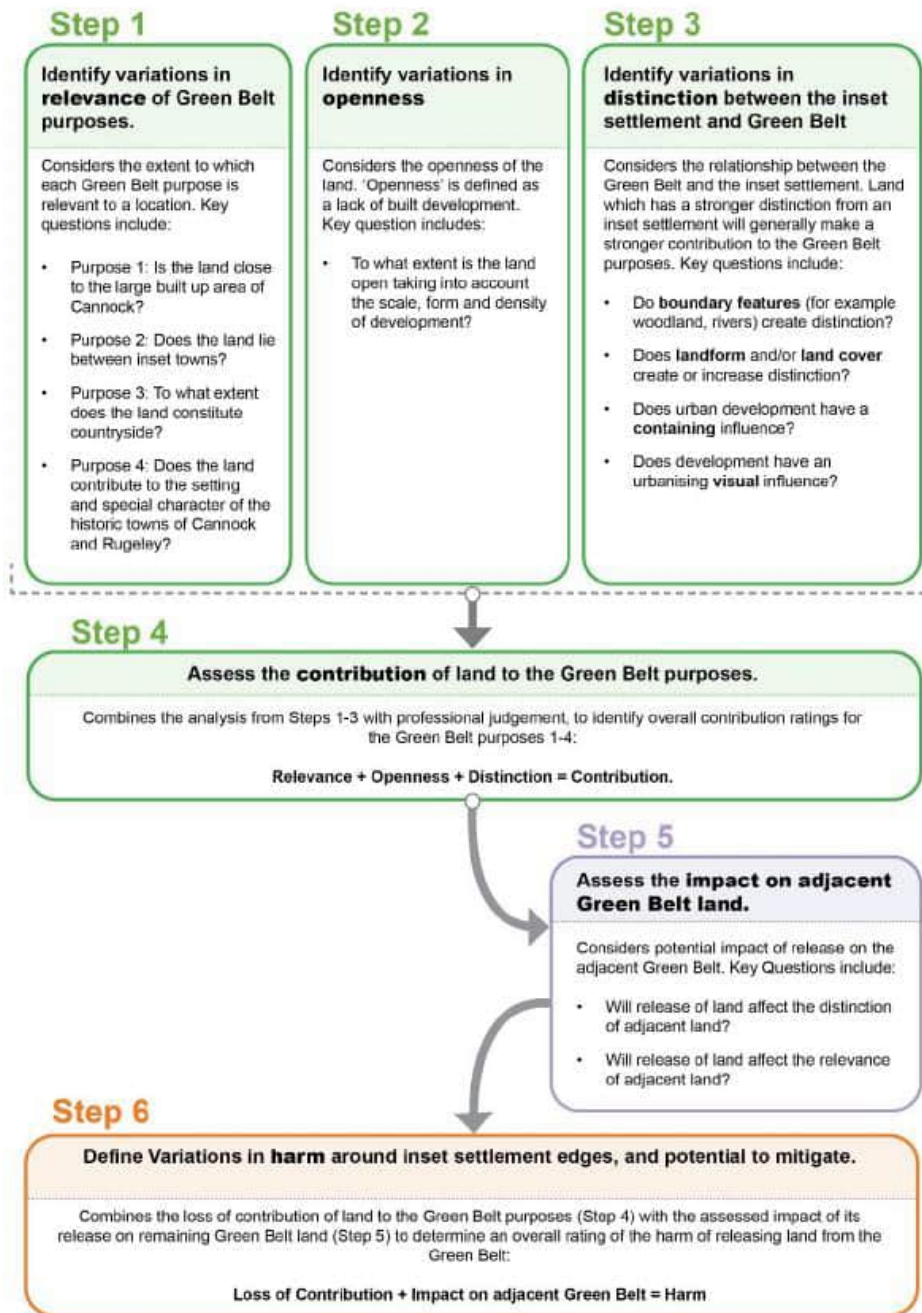 Step 1
Identify variations in
relevance of Green Belt
purposes.
Considers the extent to which
each Green Belt purpose is
relevant to a location. Key
questions include:
• Purpose 1: Is the land close
to the large built up area of
Cannock?
• Purpose 2: Does the land lie
between inset towns?
• Purpose 3: To what extent
does the land constitute
countryside?
• Purpose 4: Does the land
contribute to the setting
and special character of the
historic towns of Cannock
and Rugeley?
Step 2
Identify variations in
openness
Considers the openness of the
land. 'Openness' is defined as
a lack of built development.
Key question includes:
• To what extent is the land
open taking into account
the scale, form and density
of development?
Step 3
Identify variations in
distinction between the inset
settlement and Green Belt
Considers the relationship between the
Green Belt and the inset settlement. Land
which has a stronger distinction from an
inset settlement will generally make a
stronger contribution to the Green Belt
purposes. Key questions include:
• Do boundary features (for example
woodland, rivers) create distinction?
• Does landform and/or land cover
create or increase distinction?
• Does urban development have a
containing influence?
• Does development have an
urbanising visual influence?
Step 4
Assess the contribution of land to the Green Belt purposes.
Combines the analysis from Steps 1-3 with professional judgement, to identify overall contribution ratings for
the Green Belt purposes 1-4:
Relevance + Openness + Distinction = Contribution.
Step 5
Assess the impact on adjacent
Green Belt land.
Considers potential impact of release on the
adjacent Green Belt. Key Questions include:
• Will release of land affect the distinction
of adjacent land?
• Will release of land affect the relevance
of adjacent land?
Step 6
Define Variations in harm around inset settlement edges, and potential to mitigate.
Combines the loss of contribution of land to the Green Belt purposes (Step 4) with the assessed impact of its
release on remaining Green Belt land (Step 5) to determine an overall rating of the harm of releasing land from the
Green Belt:
Loss of Contribution + Impact on adjacent Green Belt = Harm